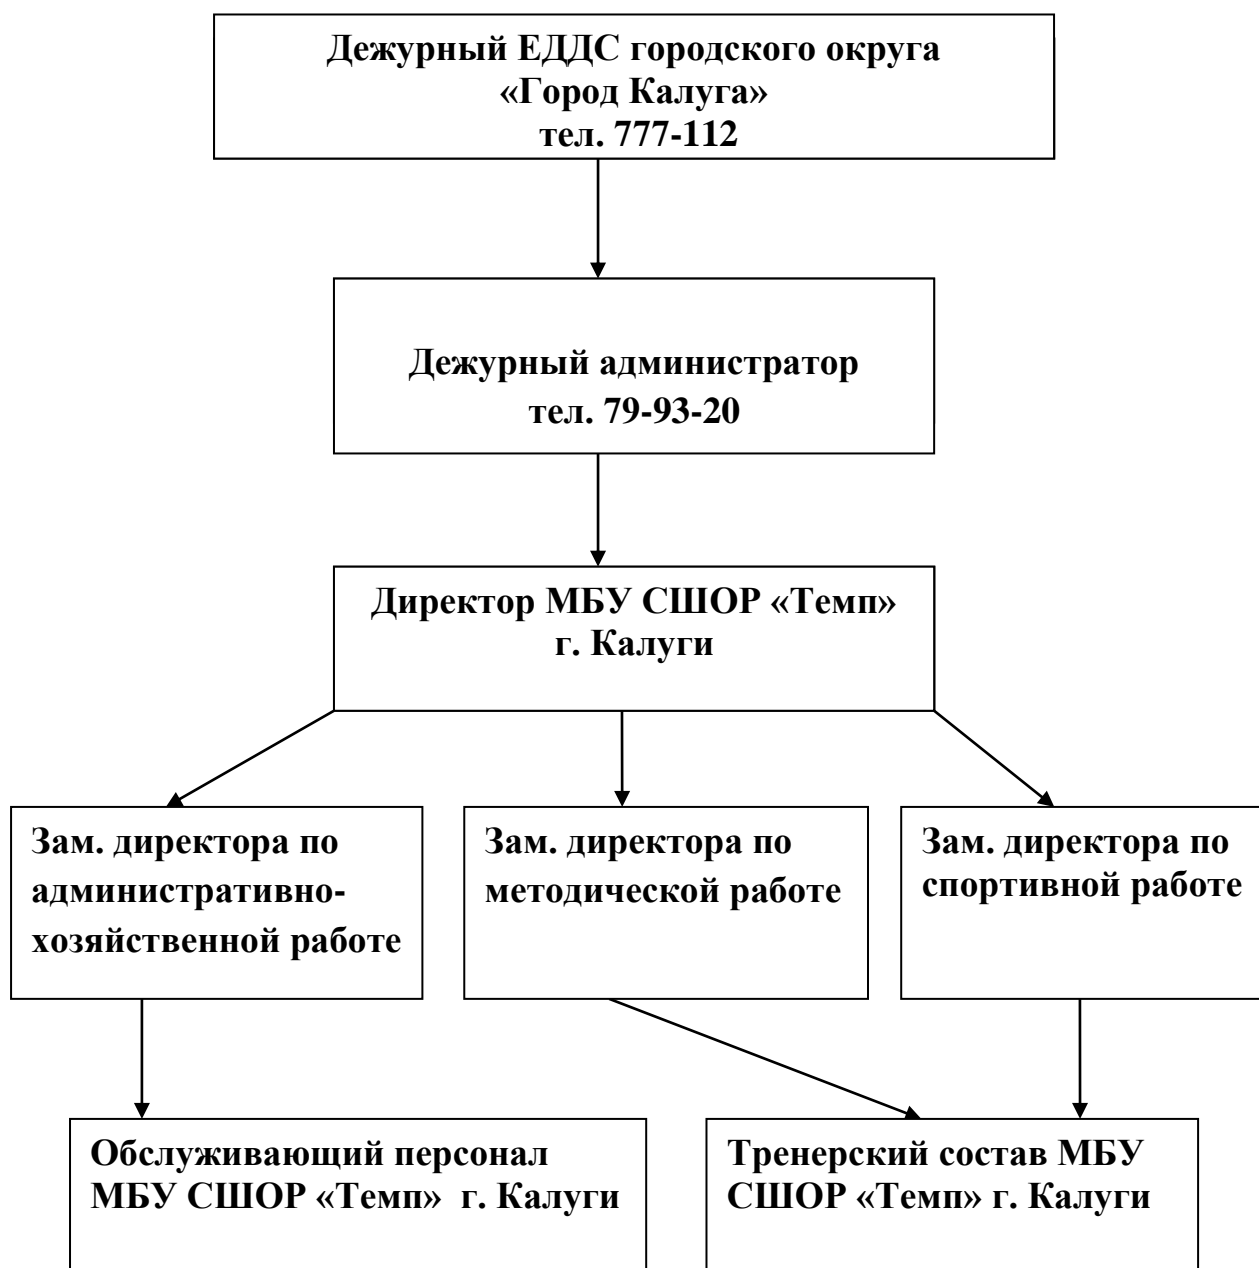 Дежурный ЕДДС городского округа
«Город Калуга»
тел. 777-112
Дежурный администратор
тел. 79-93-20
Директор МБУ СШОР «Темп»
г. Калуги
Зам. директора по
административно-
хозяйственной работе
Зам. директора по
методической работе
Зам. директора по
спортивной работе
Обслуживающий персонал
МБУ СШОР «Темп» г. Калуги
Тренерский состав МБУ
СШОР «Темп» г. Калуги